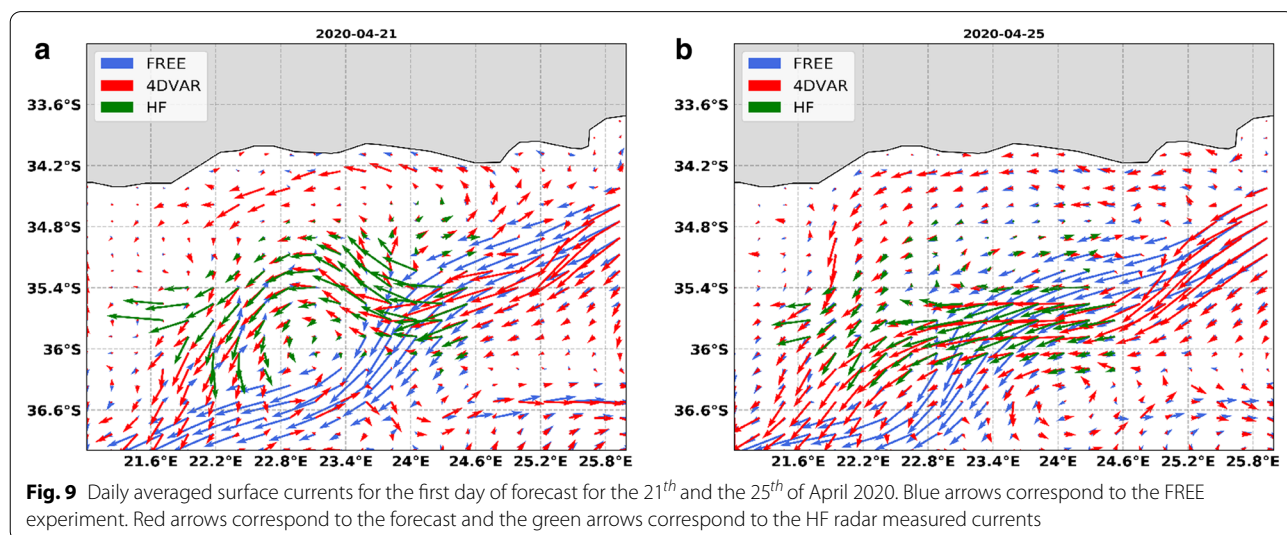 a
2020-04-21
FREE
4DVAR
HF
33.6°S
34.2°S
34.8°S
35.4°S
36°S
36.6°S
21.6°E 22.2°E 22.8°E 23.4°E 24°E 24.6°E 25.2°E 25.8°E
b
2020-04-25
FREE
4DVAR
HF
33.6°S
34.2°S
34.8°S
35.4°S
36°S
36.6°S
21.6°E 22.2°E 22.8°E 23.4°E 24°E 24.6°E 25.2°E 25.8°E
Fig. 9 Daily averaged surface currents for the first day of forecast for the 21th and the 25th of April 2020. Blue arrows correspond to the FREE
experiment. Red arrows correspond to the forecast and the green arrows correspond to the HF radar measured currents